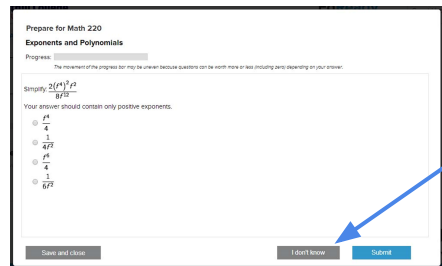 Prepare for Math 220
Exponents and Polynomials
Progress:
The movement of the progress bar may be uneven because questions can be worth more or less (including zero) depending on your answer.
Simplify: 2(f⁴)² f² / 8f¹²
Your answer should contain only positive exponents.
f⁴ / 4
1 / 4f²
f⁶ / 4
1 / 6f²
Save and close
I don't know
Submit